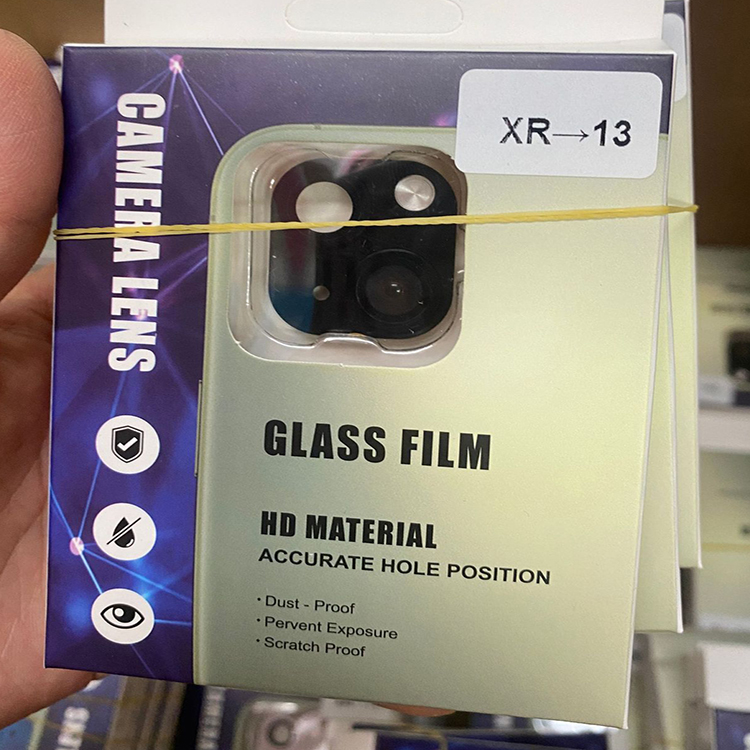 XR→13
CAMERA LENS
GLASS FILM
HD MATERIAL
ACCURATE HOLE POSITION
· Dust - Proof
· Pervent Exposure
· Scratch Proof